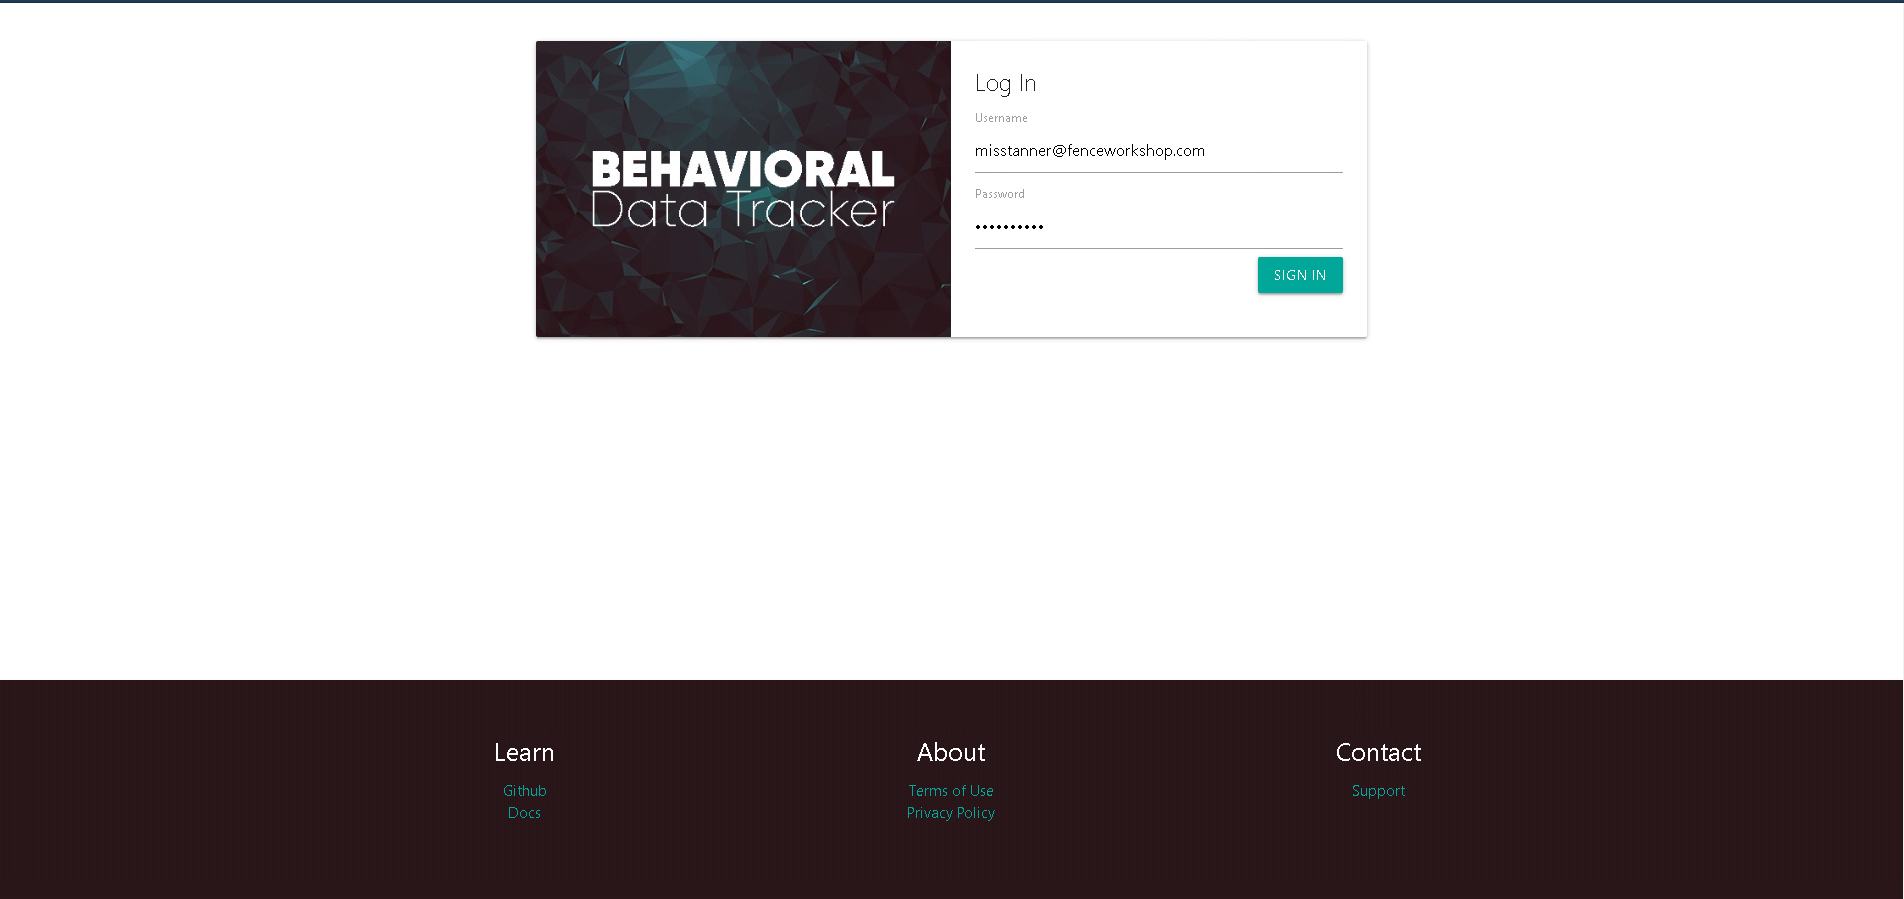 BEHAVIORAL
Data Tracker
Log In
Username
misstanner@fenceworkshop.com
Password
••••••••••
SIGN IN
Learn
Github
Docs
About
Terms of Use
Privacy Policy
Contact
Support